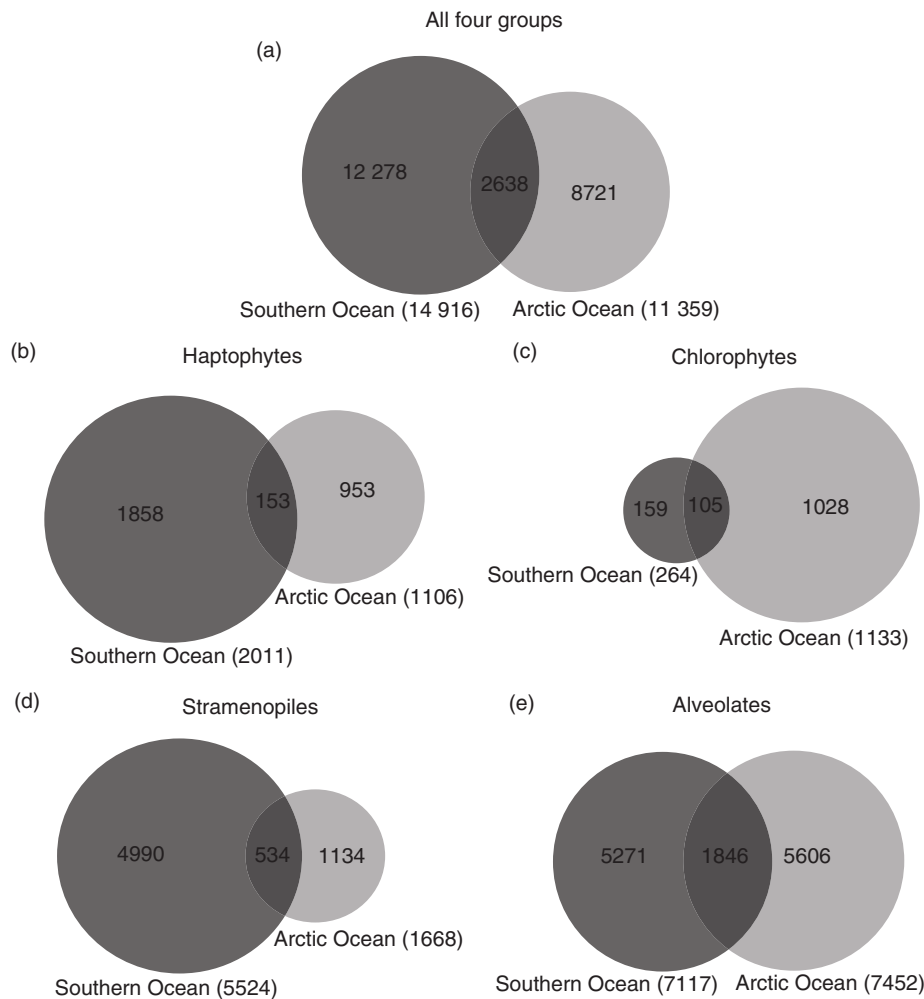 All four groups
(a)
12 278
2638
8721
Southern Ocean (14 916)
Arctic Ocean (11 359)
(b)
Haptophytes
1858
153
953
Arctic Ocean (1106)
Southern Ocean (2011)
(c)
Chlorophytes
159
105
1028
Southern Ocean (264)
Arctic Ocean (1133)
(d)
Stramenopiles
4990
534
1134
Arctic Ocean (1668)
Southern Ocean (5524)
(e)
Alveolates
5271
1846
5606
Southern Ocean (7117)
Arctic Ocean (7452)